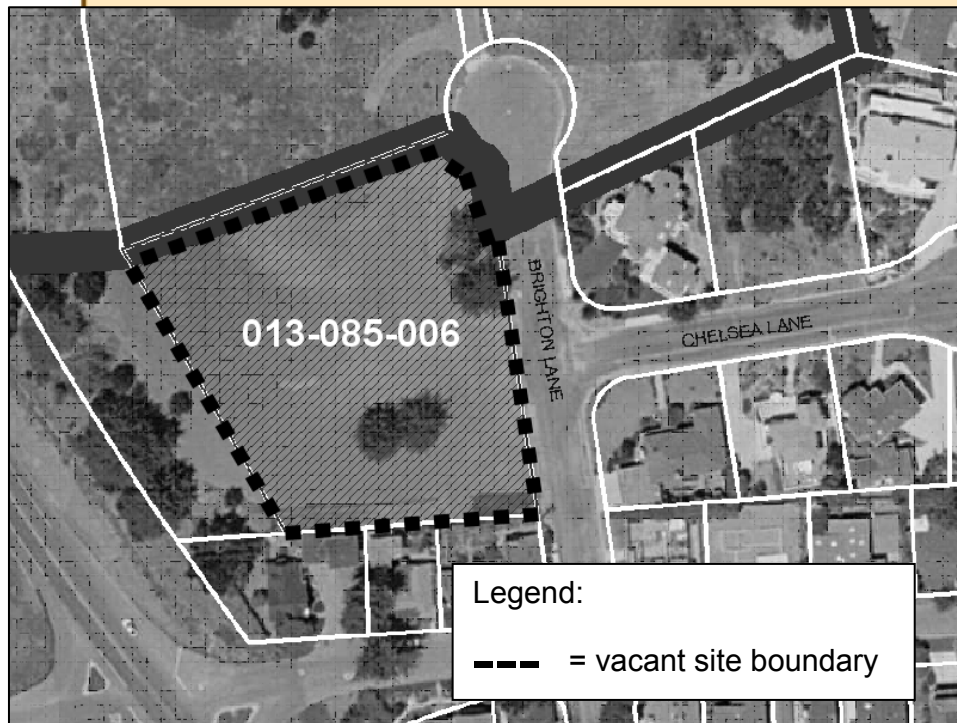 013-085-006
BRIGHTON LANE
CHELSEA LANE
Legend:
= vacant site boundary